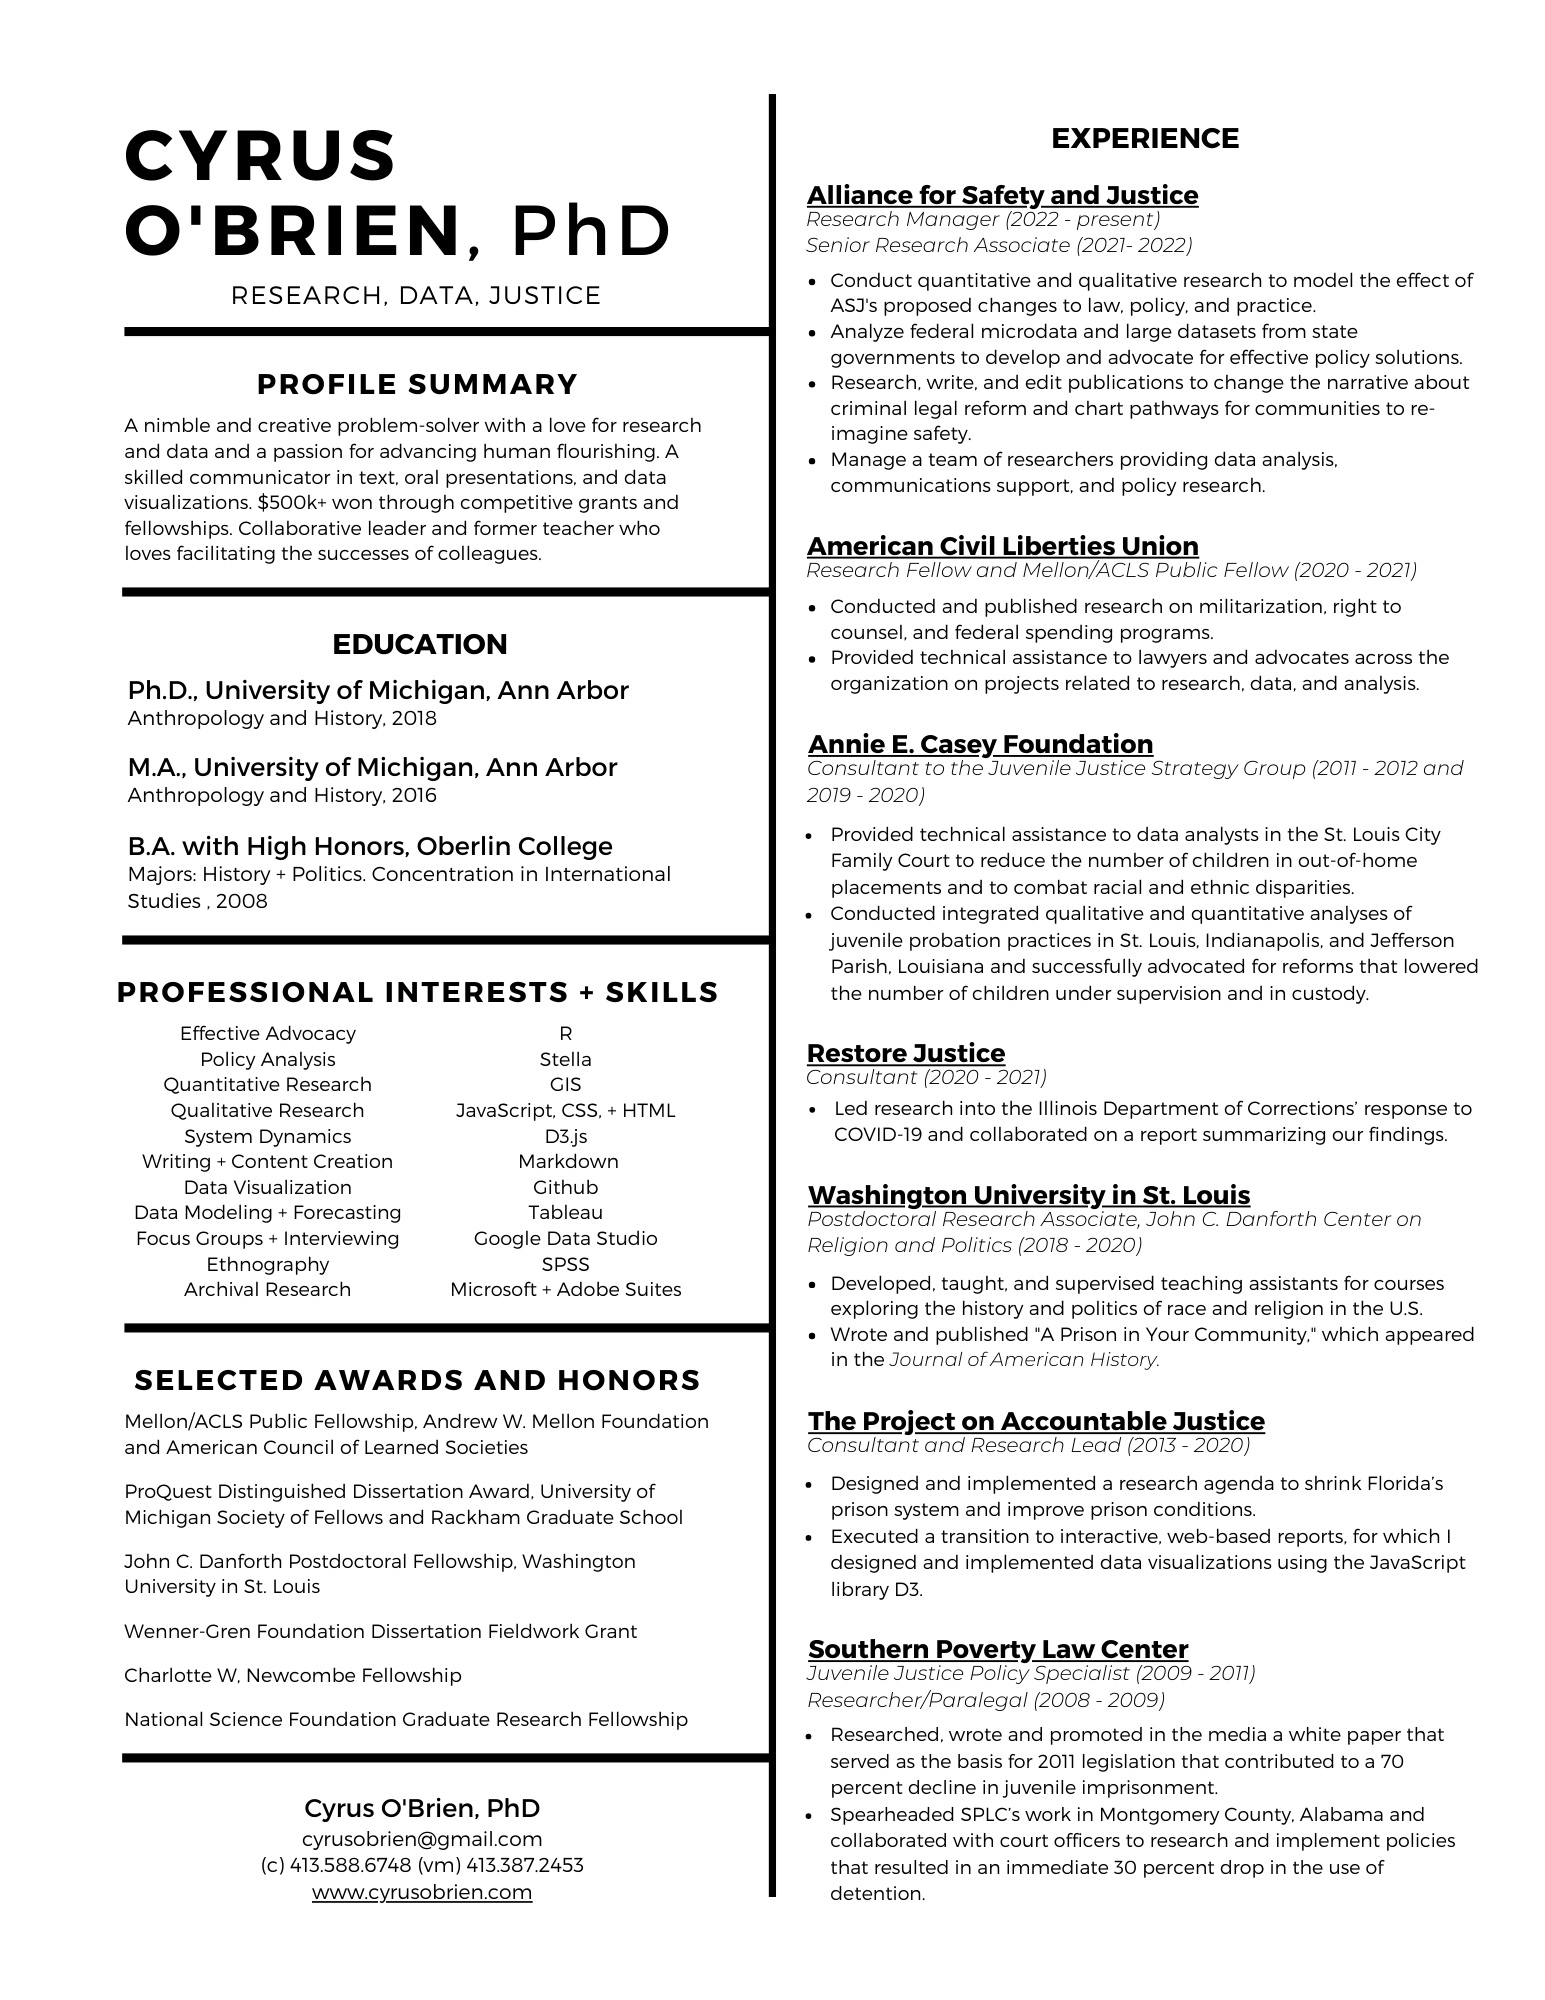 CYRUS
O'BRIEN, PhD
RESEARCH, DATA, JUSTICE
PROFILE SUMMARY
A nimble and creative problem-solver with a love for research
and data and a passion for advancing human flourishing. A
skilled communicator in text, oral presentations, and data
visualizations. $500k+ won through competitive grants and
fellowships. Collaborative leader and former teacher who
loves facilitating the successes of colleagues.
EDUCATION
Ph.D., University of Michigan, Ann Arbor
Anthropology and History, 2018
M.A., University of Michigan, Ann Arbor
Anthropology and History, 2016
B.A. with High Honors, Oberlin College
Majors: History + Politics. Concentration in International
Studies , 2008
PROFESSIONAL INTERESTS + SKILLS
Effective Advocacy
Policy Analysis
Quantitative Research
Qualitative Research
System Dynamics
Writing + Content Creation
Data Visualization
Data Modeling + Forecasting
Focus Groups + Interviewing
Ethnography
Archival Research
R
Stella
GIS
JavaScript, CSS, + HTML
D3.js
Markdown
Github
Tableau
Google Data Studio
SPSS
Microsoft + Adobe Suites
SELECTED AWARDS AND HONORS
Mellon/ACLS Public Fellowship, Andrew W. Mellon Foundation
and American Council of Learned Societies
ProQuest Distinguished Dissertation Award, University of
Michigan Society of Fellows and Rackham Graduate School
John C. Danforth Postdoctoral Fellowship, Washington
University in St. Louis
Wenner-Gren Foundation Dissertation Fieldwork Grant
Charlotte W, Newcombe Fellowship
National Science Foundation Graduate Research Fellowship
Cyrus O'Brien, PhD
cyrusobrien@gmail.com
(c) 413.588.6748 (vm) 413.387.2453
www.cyrusobrien.com
EXPERIENCE
Alliance for Safety and Justice
Research Manager (2022 - present)
Senior Research Associate (2021- 2022)
• Conduct quantitative and qualitative research to model the effect of
ASJ's proposed changes to law, policy, and practice.
• Analyze federal microdata and large datasets from state
governments to develop and advocate for effective policy solutions.
• Research, write, and edit publications to change the narrative about
criminal legal reform and chart pathways for communities to re-
imagine safety.
• Manage a team of researchers providing data analysis,
communications support, and policy research.
American Civil Liberties Union
Research Fellow and Mellon/ACLS Public Fellow (2020 - 2021)
• Conducted and published research on militarization, right to
counsel, and federal spending programs.
• Provided technical assistance to lawyers and advocates across the
organization on projects related to research, data, and analysis.
Annie E. Casey Foundation
Consultant to the Juvenile Justice Strategy Group (2011 - 2012 and
2019 - 2020)
• Provided technical assistance to data analysts in the St. Louis City
Family Court to reduce the number of children in out-of-home
placements and to combat racial and ethnic disparities.
• Conducted integrated qualitative and quantitative analyses of
juvenile probation practices in St. Louis, Indianapolis, and Jefferson
Parish, Louisiana and successfully advocated for reforms that lowered
the number of children under supervision and in custody.
Restore Justice
Consultant (2020 - 2021)
• Led research into the Illinois Department of Corrections’ response to
COVID-19 and collaborated on a report summarizing our findings.
Washington University in St. Louis
Postdoctoral Research Associate, John C. Danforth Center on
Religion and Politics (2018 - 2020)
• Developed, taught, and supervised teaching assistants for courses
exploring the history and politics of race and religion in the U.S.
• Wrote and published "A Prison in Your Community," which appeared
in the Journal of American History.
The Project on Accountable Justice
Consultant and Research Lead (2013 - 2020)
• Designed and implemented a research agenda to shrink Florida’s
prison system and improve prison conditions.
• Executed a transition to interactive, web-based reports, for which I
designed and implemented data visualizations using the JavaScript
library D3.
Southern Poverty Law Center
Juvenile Justice Policy Specialist (2009 - 2011)
Researcher/Paralegal (2008 - 2009)
• Researched, wrote and promoted in the media a white paper that
served as the basis for 2011 legislation that contributed to a 70
percent decline in juvenile imprisonment.
• Spearheaded SPLC’s work in Montgomery County, Alabama and
collaborated with court officers to research and implement policies
that resulted in an immediate 30 percent drop in the use of
detention.